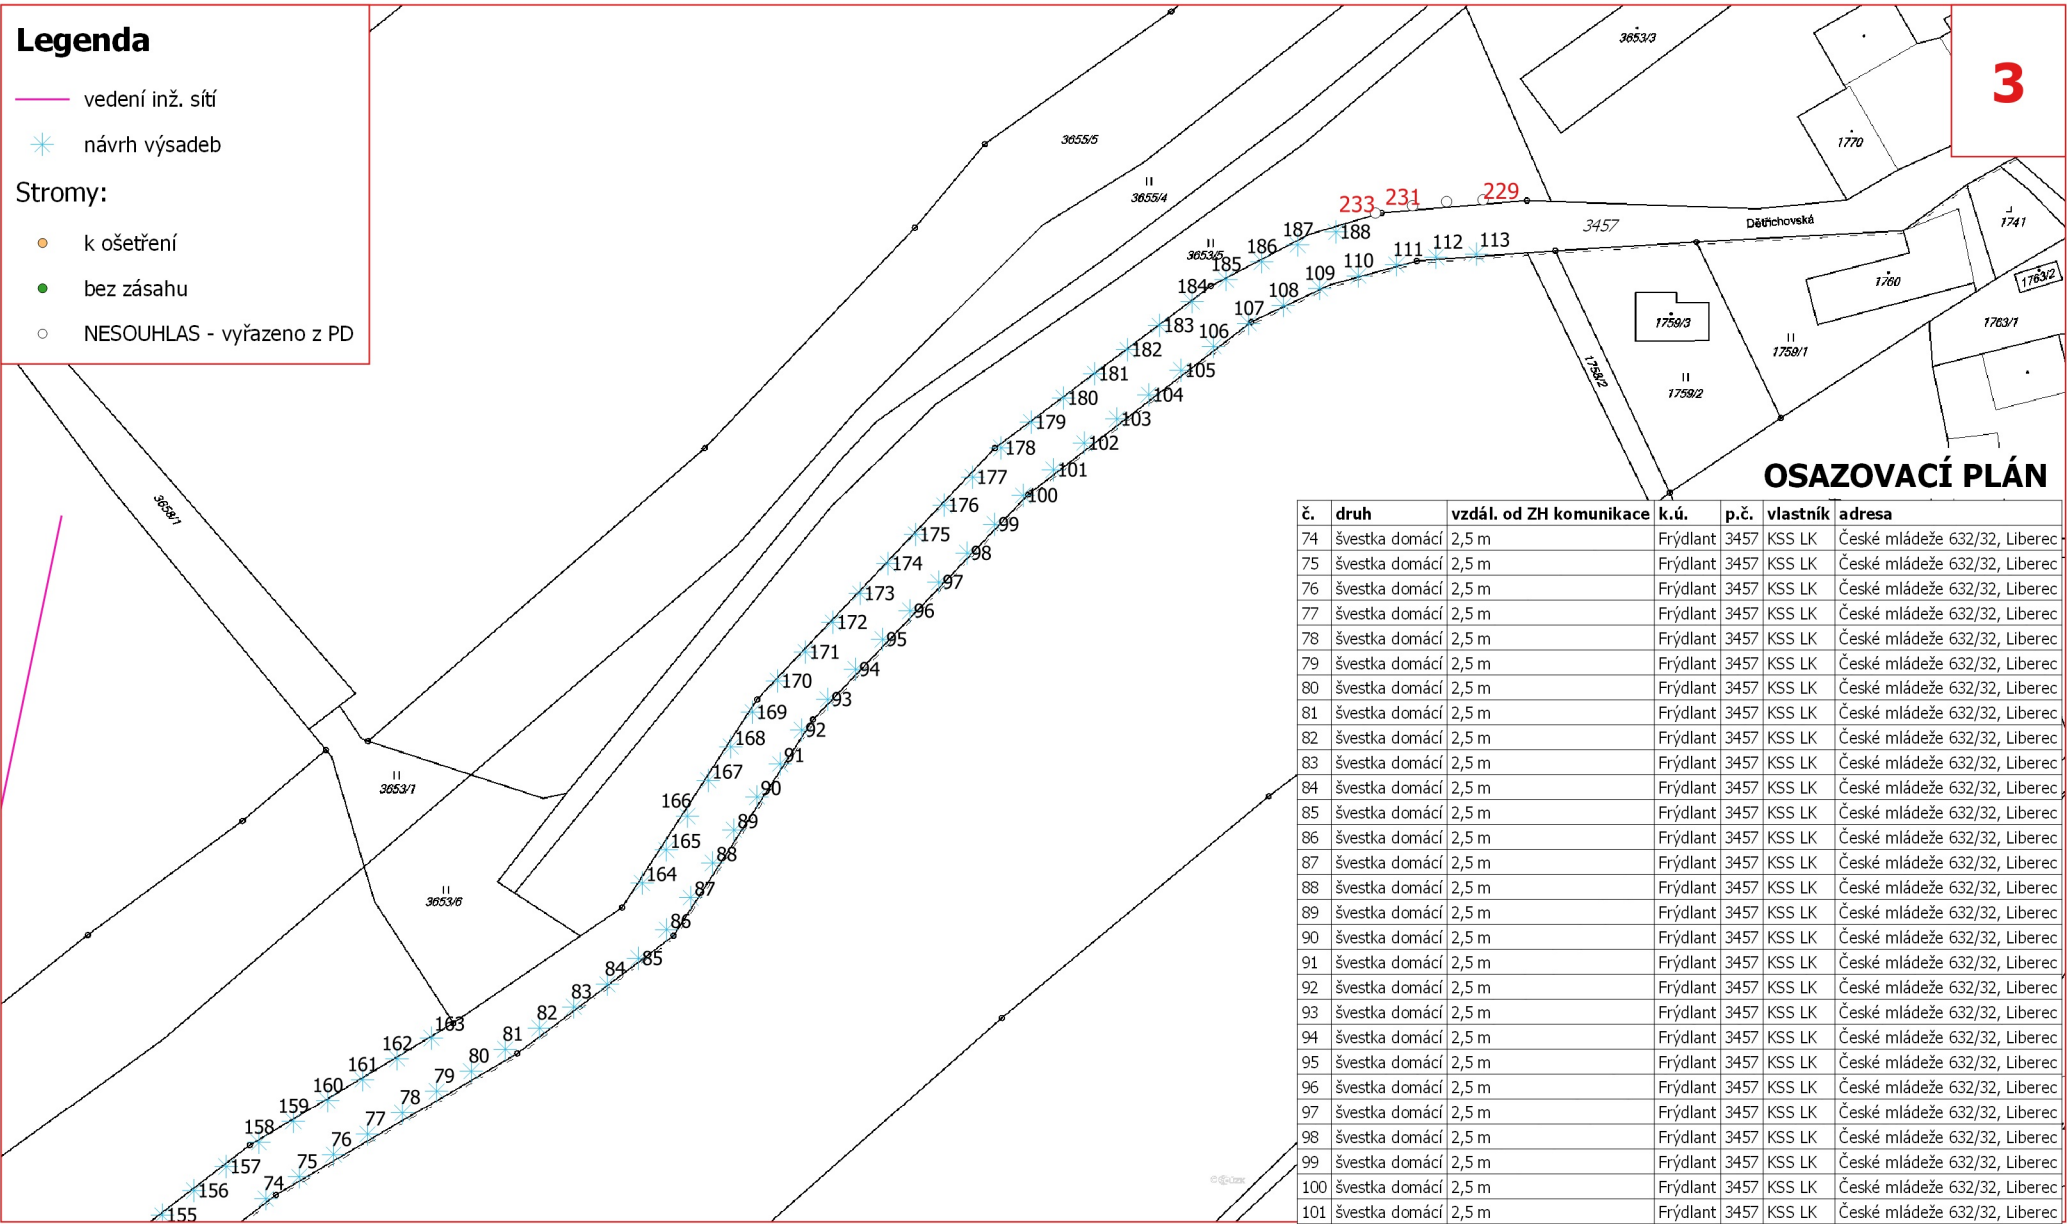 Legenda
vedení inž. sítí
návrh výsadeb
Stromy:
k ošetření
bez zásahu
NESOUHLAS - vyřazeno z PD
3
3653/3
3655/5
1770
3655/4
233
231
229
3457
Dětřichovská
1741
187
188
186
3653/5
185
113
112
111
110
109
184
108
1763/2
1760
107
183
106
1759/3
1763/1
182
1759/1
105
181
1758/2
104
1759/2
180
103
179
102
178
101
177
100
176
99
3658/1
175
98
174
97
173
96
172
95
171
94
170
93
169
92
168
91
167
3653/1
90
166
89
165
88
164
87
3653/6
86
85
84
83
82
163
81
162
80
161
79
160
78
159
77
158
76
157
75
156
74
155
OSAZOVACÍ PLÁN
č. druh vzdál. od ZH komunikace k.ú. p.č. vlastník adresa
74 švestka domácí 2,5 m Frýdlant 3457 KSS LK České mládeže 632/32, Liberec
75 švestka domácí 2,5 m Frýdlant 3457 KSS LK České mládeže 632/32, Liberec
76 švestka domácí 2,5 m Frýdlant 3457 KSS LK České mládeže 632/32, Liberec
77 švestka domácí 2,5 m Frýdlant 3457 KSS LK České mládeže 632/32, Liberec
78 švestka domácí 2,5 m Frýdlant 3457 KSS LK České mládeže 632/32, Liberec
79 švestka domácí 2,5 m Frýdlant 3457 KSS LK České mládeže 632/32, Liberec
80 švestka domácí 2,5 m Frýdlant 3457 KSS LK České mládeže 632/32, Liberec
81 švestka domácí 2,5 m Frýdlant 3457 KSS LK České mládeže 632/32, Liberec
82 švestka domácí 2,5 m Frýdlant 3457 KSS LK České mládeže 632/32, Liberec
83 švestka domácí 2,5 m Frýdlant 3457 KSS LK České mládeže 632/32, Liberec
84 švestka domácí 2,5 m Frýdlant 3457 KSS LK České mládeže 632/32, Liberec
85 švestka domácí 2,5 m Frýdlant 3457 KSS LK České mládeže 632/32, Liberec
86 švestka domácí 2,5 m Frýdlant 3457 KSS LK České mládeže 632/32, Liberec
87 švestka domácí 2,5 m Frýdlant 3457 KSS LK České mládeže 632/32, Liberec
88 švestka domácí 2,5 m Frýdlant 3457 KSS LK České mládeže 632/32, Liberec
89 švestka domácí 2,5 m Frýdlant 3457 KSS LK České mládeže 632/32, Liberec
90 švestka domácí 2,5 m Frýdlant 3457 KSS LK České mládeže 632/32, Liberec
91 švestka domácí 2,5 m Frýdlant 3457 KSS LK České mládeže 632/32, Liberec
92 švestka domácí 2,5 m Frýdlant 3457 KSS LK České mládeže 632/32, Liberec
93 švestka domácí 2,5 m Frýdlant 3457 KSS LK České mládeže 632/32, Liberec
94 švestka domácí 2,5 m Frýdlant 3457 KSS LK České mládeže 632/32, Liberec
95 švestka domácí 2,5 m Frýdlant 3457 KSS LK České mládeže 632/32, Liberec
96 švestka domácí 2,5 m Frýdlant 3457 KSS LK České mládeže 632/32, Liberec
97 švestka domácí 2,5 m Frýdlant 3457 KSS LK České mládeže 632/32, Liberec
98 švestka domácí 2,5 m Frýdlant 3457 KSS LK České mládeže 632/32, Liberec
99 švestka domácí 2,5 m Frýdlant 3457 KSS LK České mládeže 632/32, Liberec
100 švestka domácí 2,5 m Frýdlant 3457 KSS LK České mládeže 632/32, Liberec
101 švestka domácí 2,5 m Frýdlant 3457 KSS LK České mládeže 632/32, Liberec